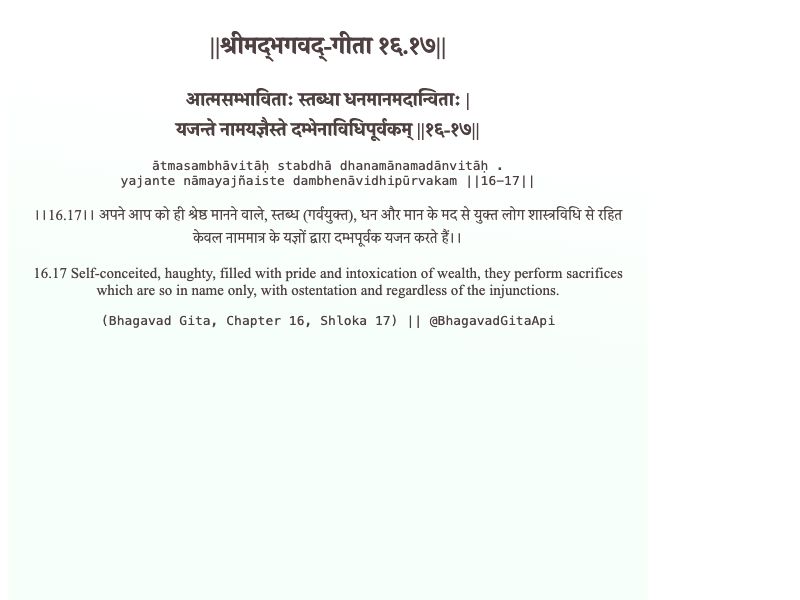 ||श्रीमद्‍भगवद्‍-गीता १६.१७||
आत्मसम्भाविताः स्तब्धा धनमानमदान्विताः |
यजन्ते नामयज्ञैस्ते दम्भेनाविधिपूर्वकम् ||१६-१७||
ātmasambhāvitāḥ stabdhā dhanamānamadānvitāḥ .
yajante nāmayajñaiste dambhenāvidhipūrvakam ||16-17||
।।16.17।। अपने आप को ही श्रेष्ठ मानने वाले, स्तब्ध (गर्वयुक्त), धन और मान के मद से युक्त लोग शास्त्रविधि से रहित
केवल नाममात्र के यज्ञों द्वारा दम्भपूर्वक यजन करते हैं।।
16.17 Self-conceited, haughty, filled with pride and intoxication of wealth, they perform sacrifices
which are so in name only, with ostentation and regardless of the injunctions.
(Bhagavad Gita, Chapter 16, Shloka 17) || @BhagavadGitaApi